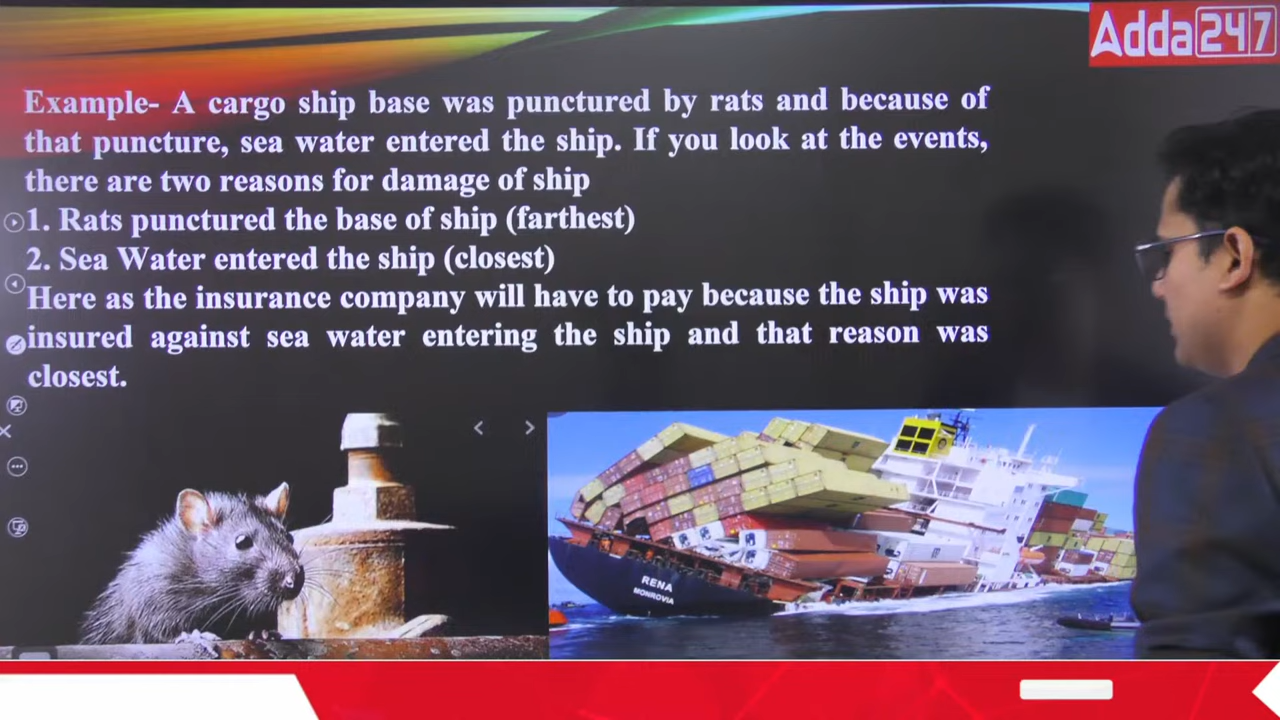 Adda247
Example- A cargo ship base was punctured by rats and because of
that puncture, sea water entered the ship. If you look at the events,
there are two reasons for damage of ship
1. Rats punctured the base of ship (farthest)
2. Sea Water entered the ship (closest)
Here as the insurance company will have to pay because the ship was
insured against sea water entering the ship and that reason was
closest.
RENA
MONROVIA